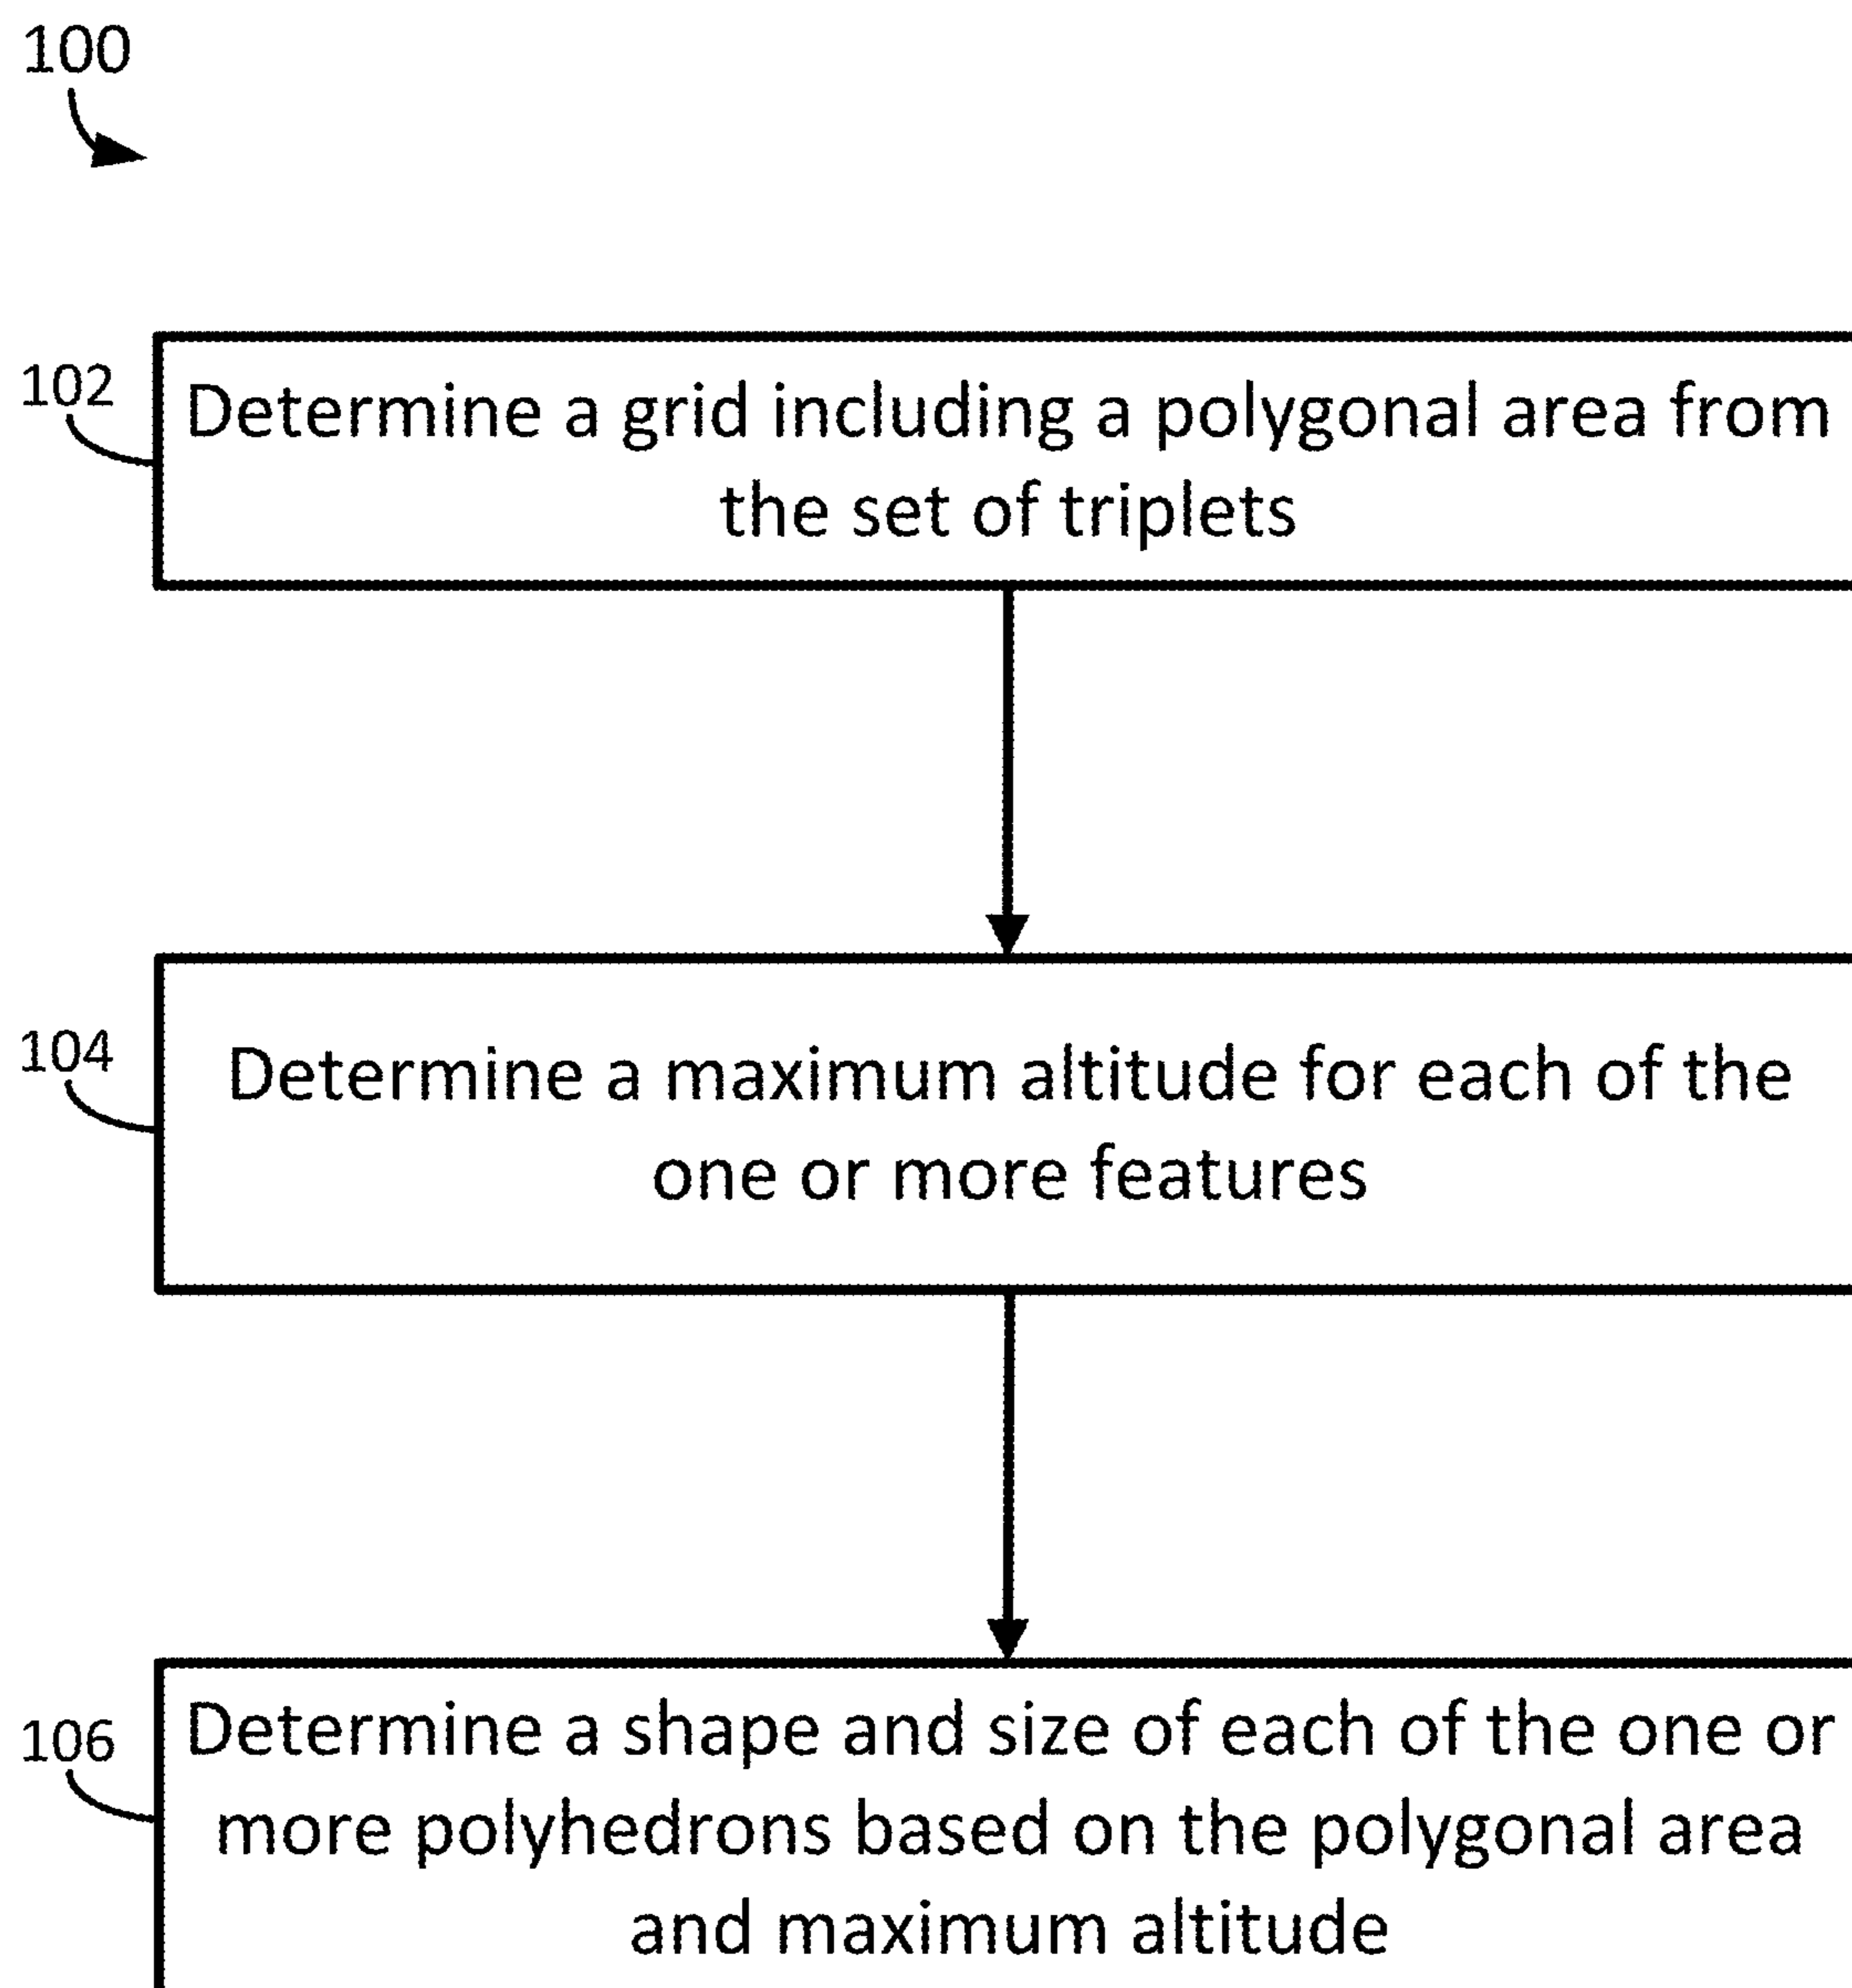 100
102
Determine a grid including a polygonal area from
the set of triplets
104
Determine a maximum altitude for each of the
one or more features
106
Determine a shape and size of each of the one or
more polyhedrons based on the polygonal area
and maximum altitude